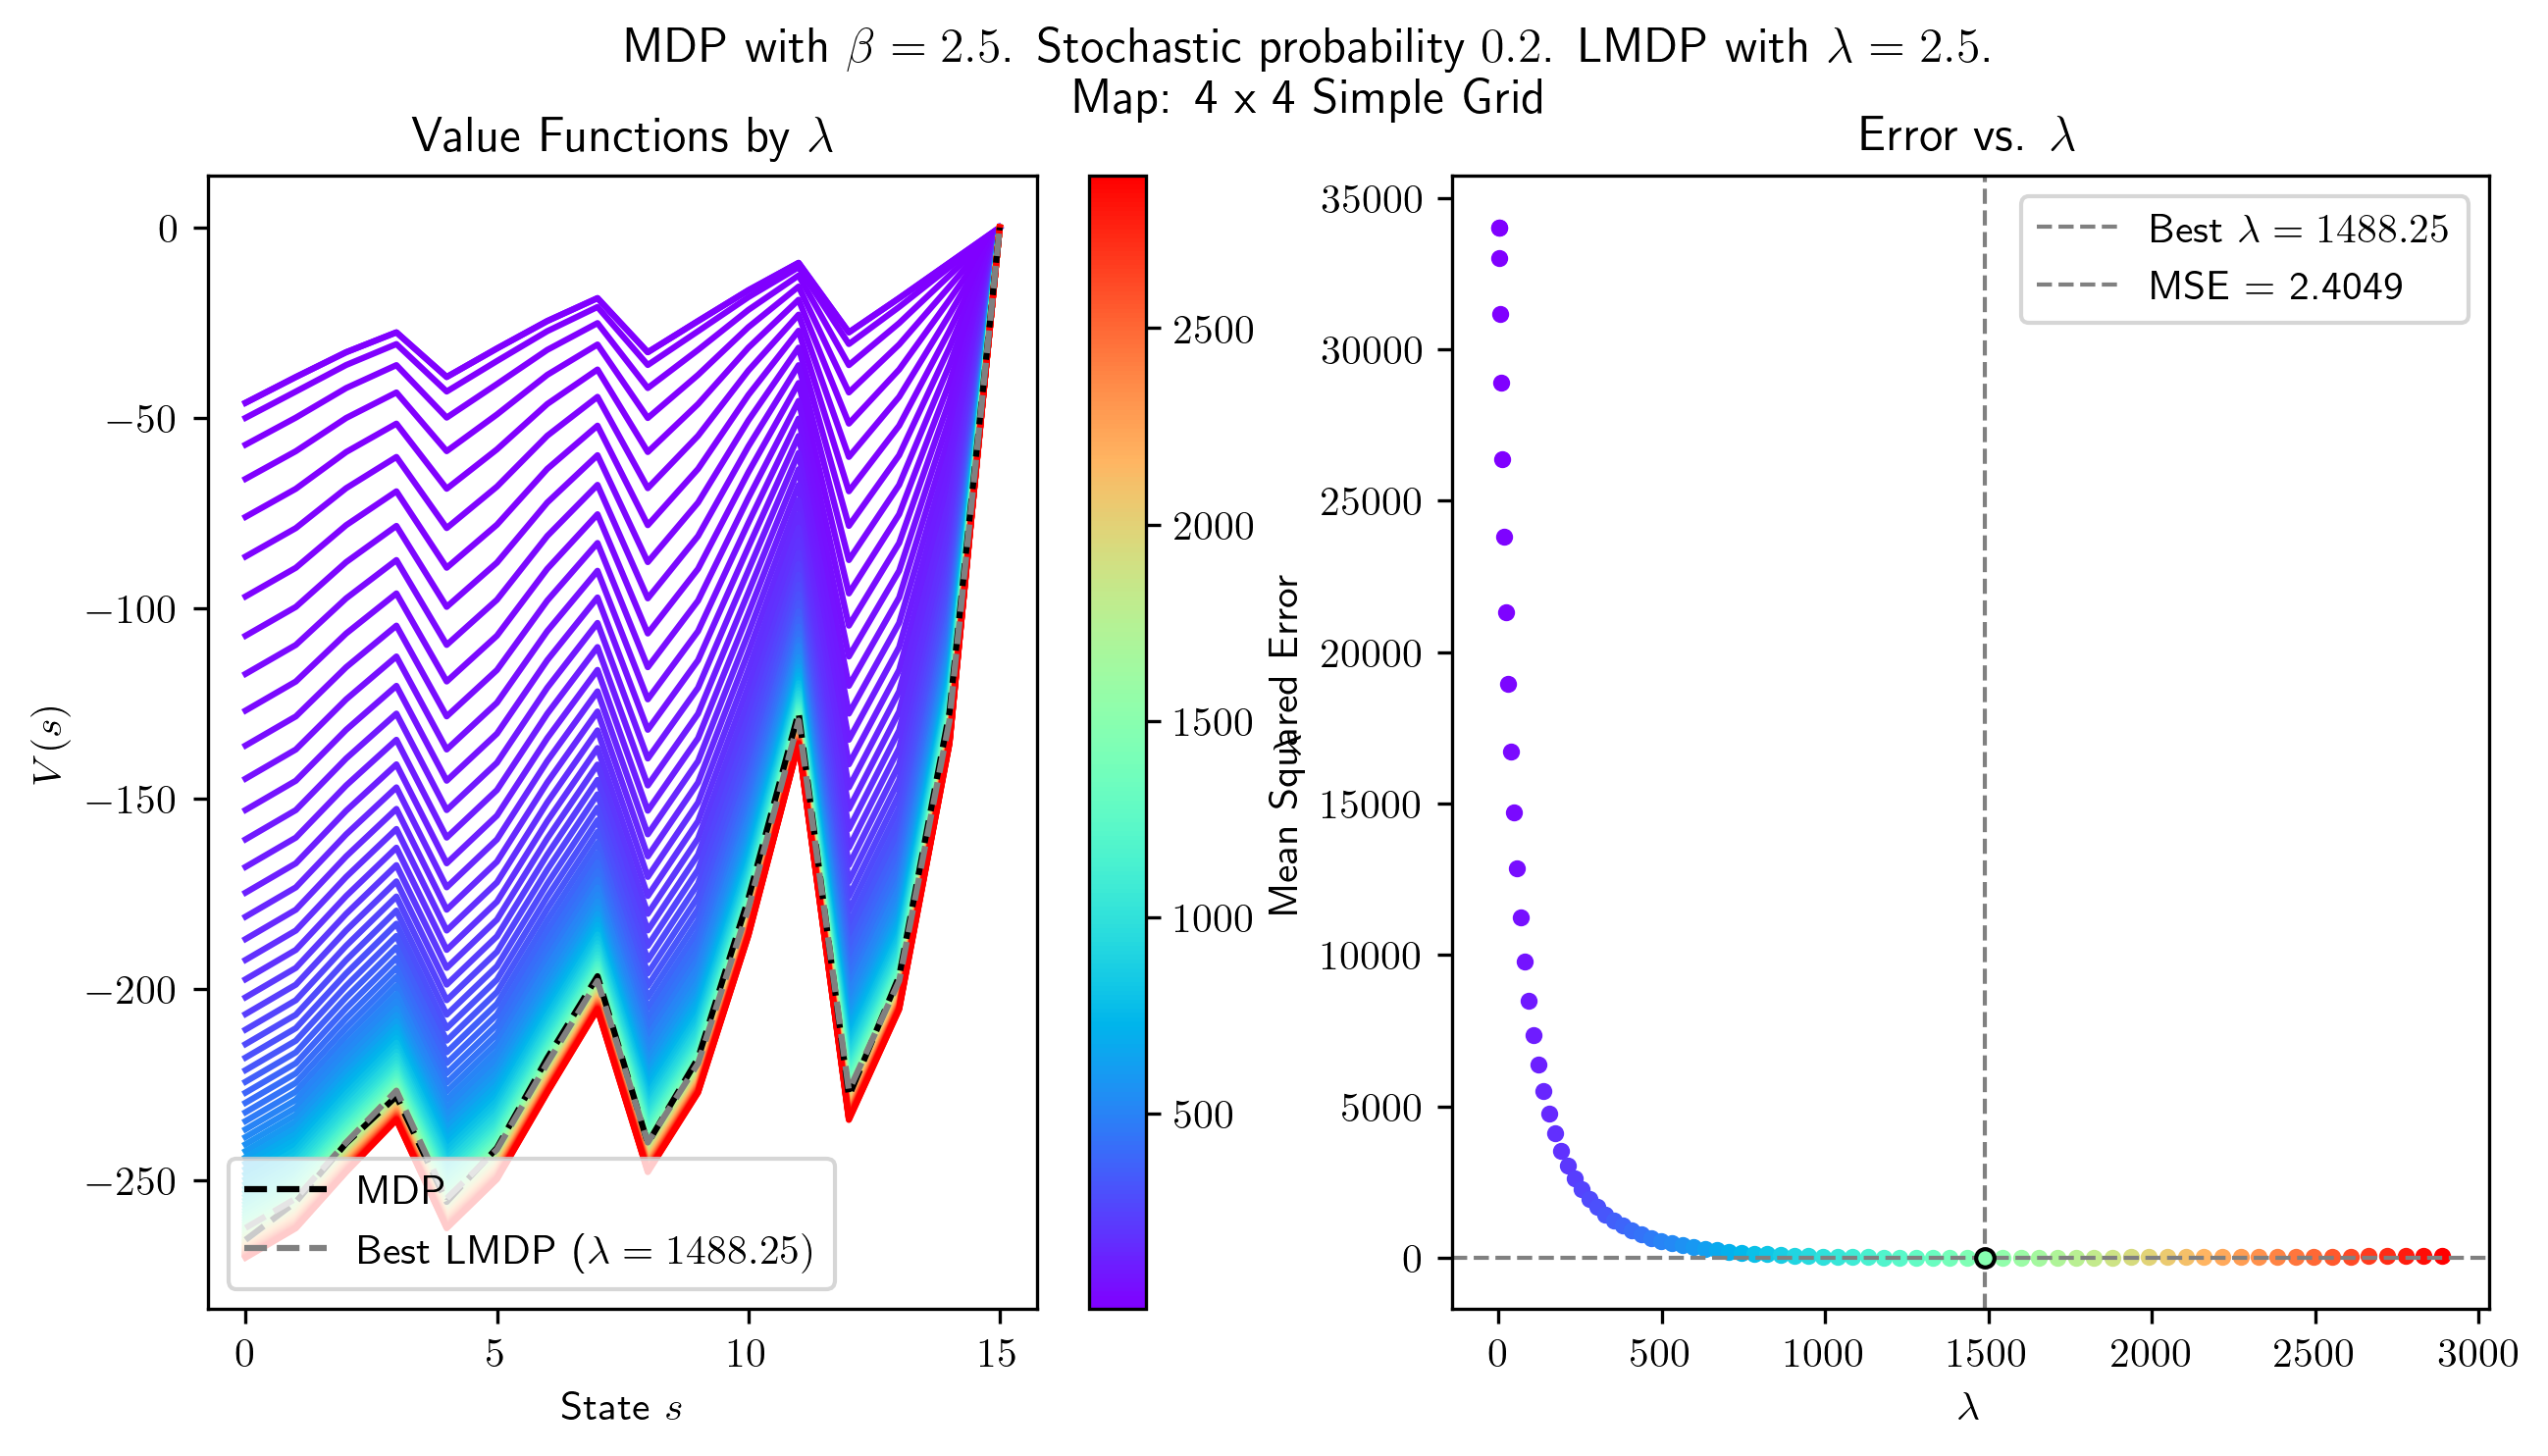 MDP with β = 2.5. Stochastic probability 0.2. LMDP with λ = 2.5.
Map: 4 x 4 Simple Grid
Value Functions by λ
0
−50
−100
−150
−200
−250
V(s)
MDP
Best LMDP (λ = 1488.25)
0 5 10 15
State s
2500
2000
1500
1000
500
λ
Error vs. λ
35000
30000
25000
20000
15000
10000
5000
0
Mean Squared Error
Best λ = 1488.25
MSE = 2.4049
0 500 1000 1500 2000 2500 3000
λ